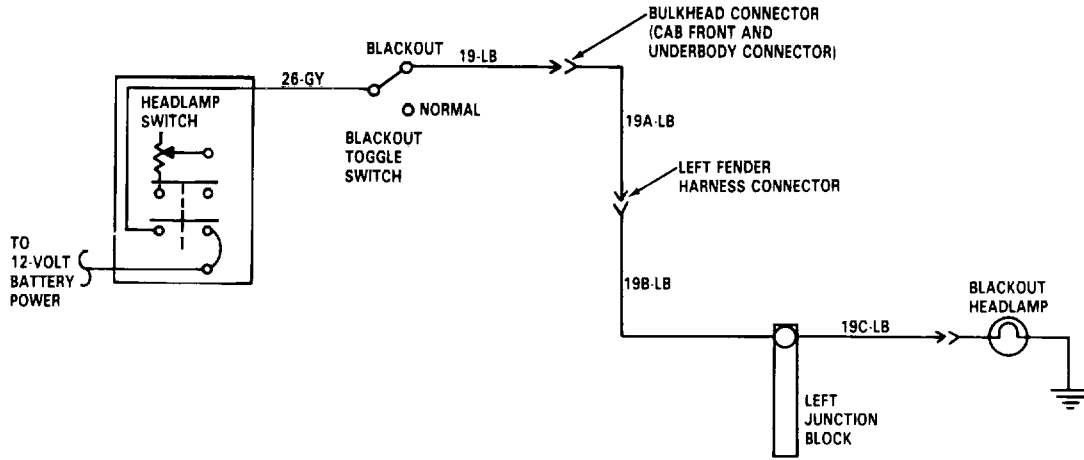 BULKHEAD CONNECTOR
(CAB FRONT AND
UNDERBODY CONNECTOR)
BLACKOUT
19-LB
26-GY
HEADLAMP
SWITCH
NORMAL
BLACKOUT
TOGGLE
SWITCH
19A-LB
LEFT FENDER
HARNESS CONNECTOR
TO
12-VOLT
BATTERY
POWER
19B-LB
BLACKOUT
HEADLAMP
19C-LB
LEFT
JUNCTION
BLOCK